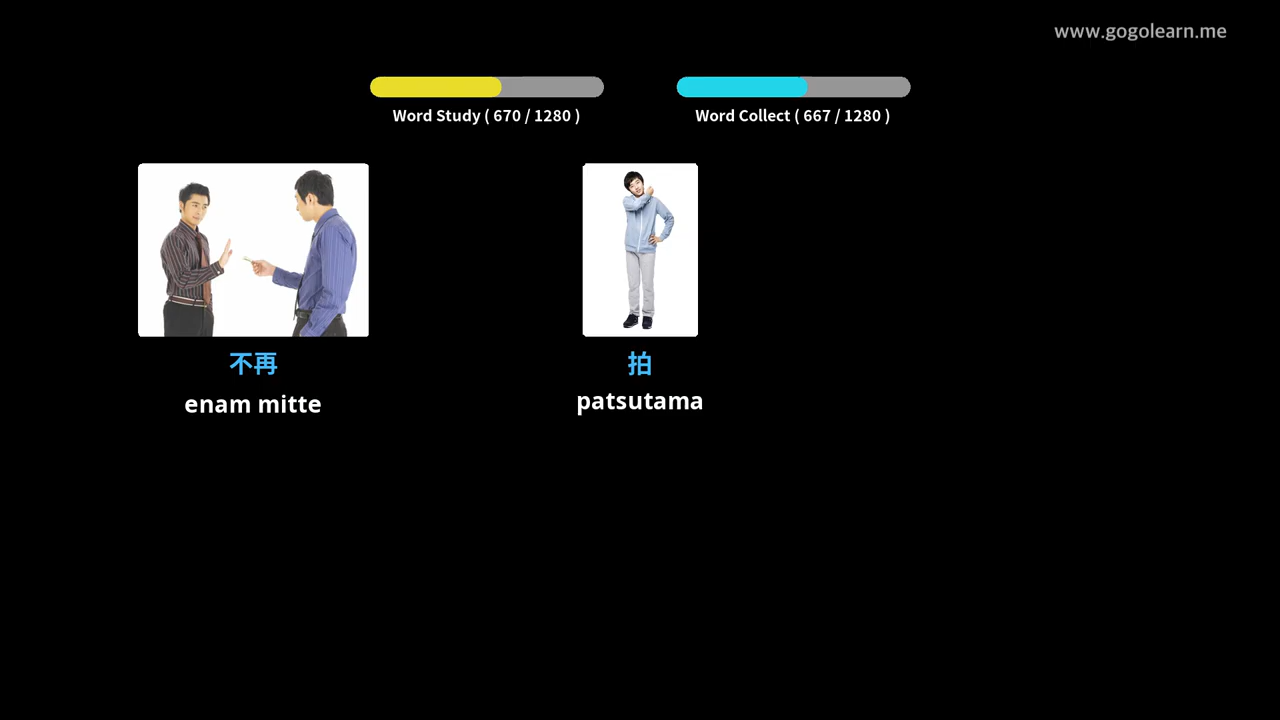 www.gogolearn.me
Word Study ( 670 / 1280 )
Word Collect ( 667 / 1280 )
不再
enam mitte
拍
patsutama